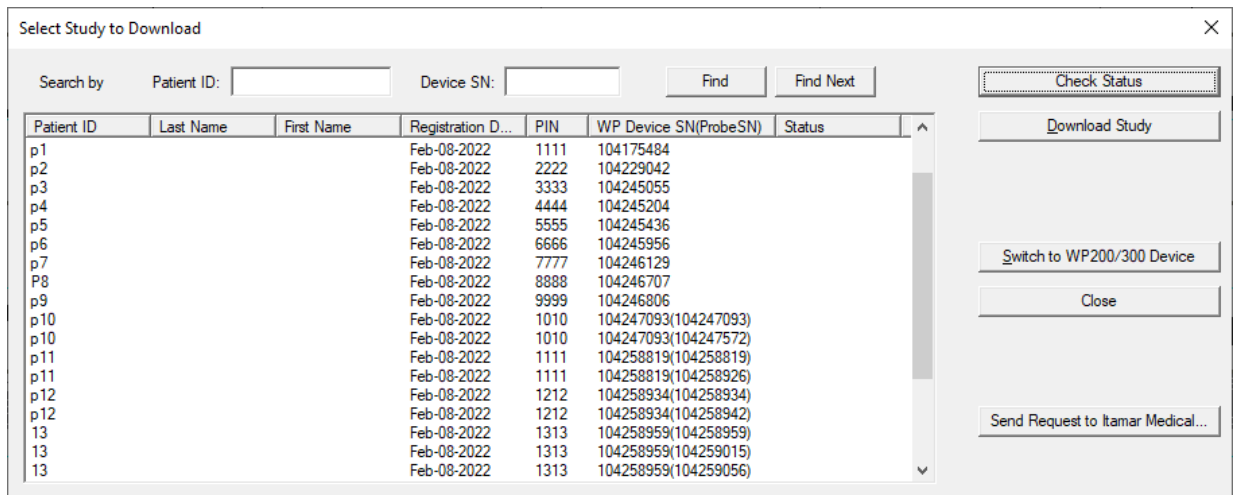 Select Study to Download
Search by Patient ID: Device SN: Find Find Next Check Status
Patient ID Last Name First Name Registration D... PIN WP Device SN(ProbeSN) Status
Download Study
p1 Feb-08-2022 1111 104175484
p2 Feb-08-2022 2222 104229042
p3 Feb-08-2022 3333 104245055
p4 Feb-08-2022 4444 104245204
p5 Feb-08-2022 5555 104245436
p6 Feb-08-2022 6666 104245956
p7 Feb-08-2022 7777 104246129
Switch to WP200/300 Device
P8 Feb-08-2022 8888 104246707
p9 Feb-08-2022 9999 104246806
Close
p10 Feb-08-2022 1010 104247093(104247093)
p10 Feb-08-2022 1010 104247093(104247572)
p11 Feb-08-2022 1111 104258819(104258819)
p11 Feb-08-2022 1111 104258819(104258926)
p12 Feb-08-2022 1212 104258934(104258934)
p12 Feb-08-2022 1212 104258934(104258942)
Send Request to Itamar Medical...
13 Feb-08-2022 1313 104258959(104258959)
13 Feb-08-2022 1313 104258959(104259015)
13 Feb-08-2022 1313 104258959(104259056)